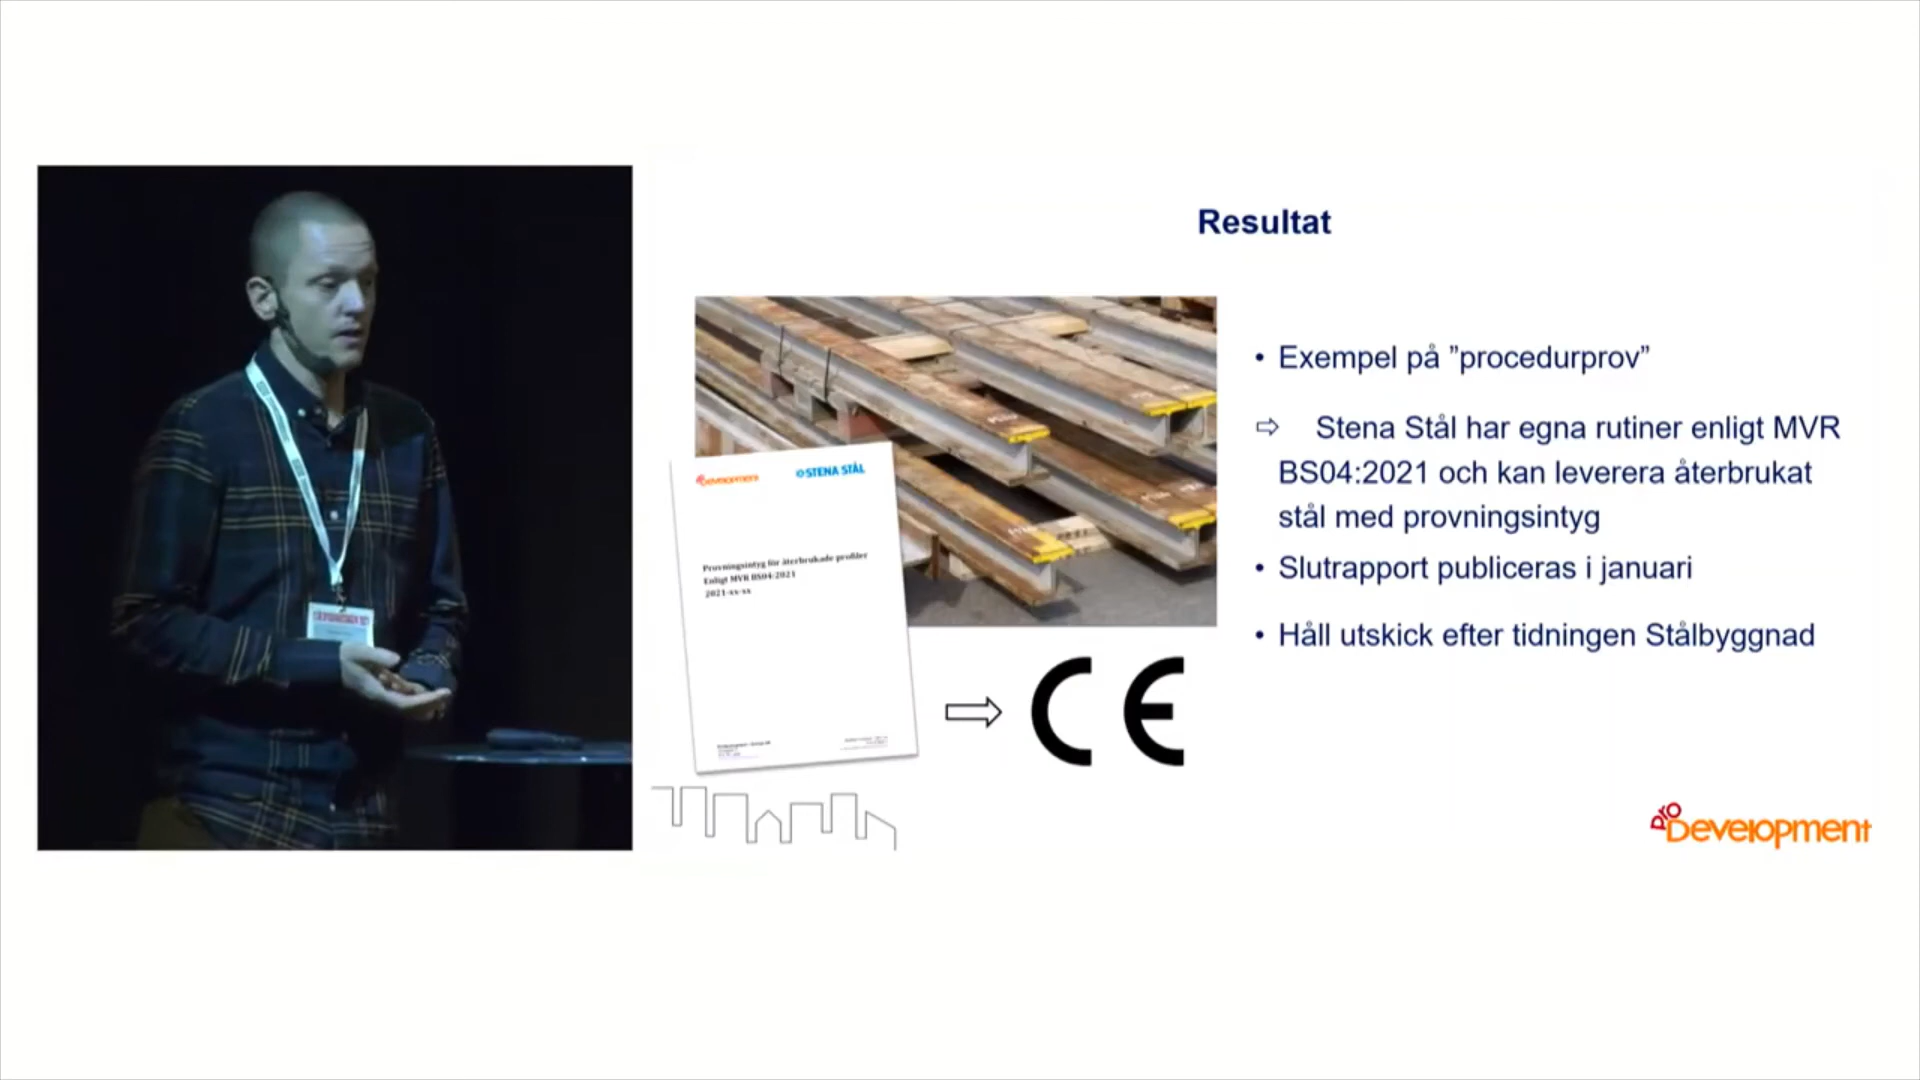 Resultat
• Exempel på ”procedurprov”
⇨ Stena Stål har egna rutiner enligt MVR
BS04:2021 och kan leverera återbrukat
stål med provningsintyg
• Slutrapport publiceras i januari
• Håll utskick efter tidningen Stålbyggnad
Development
STENA STÅL
Provningsintyg för återbrukade profiler
Enligt MVR BS04:2021
2021-xx-xx
CE
pro
Development